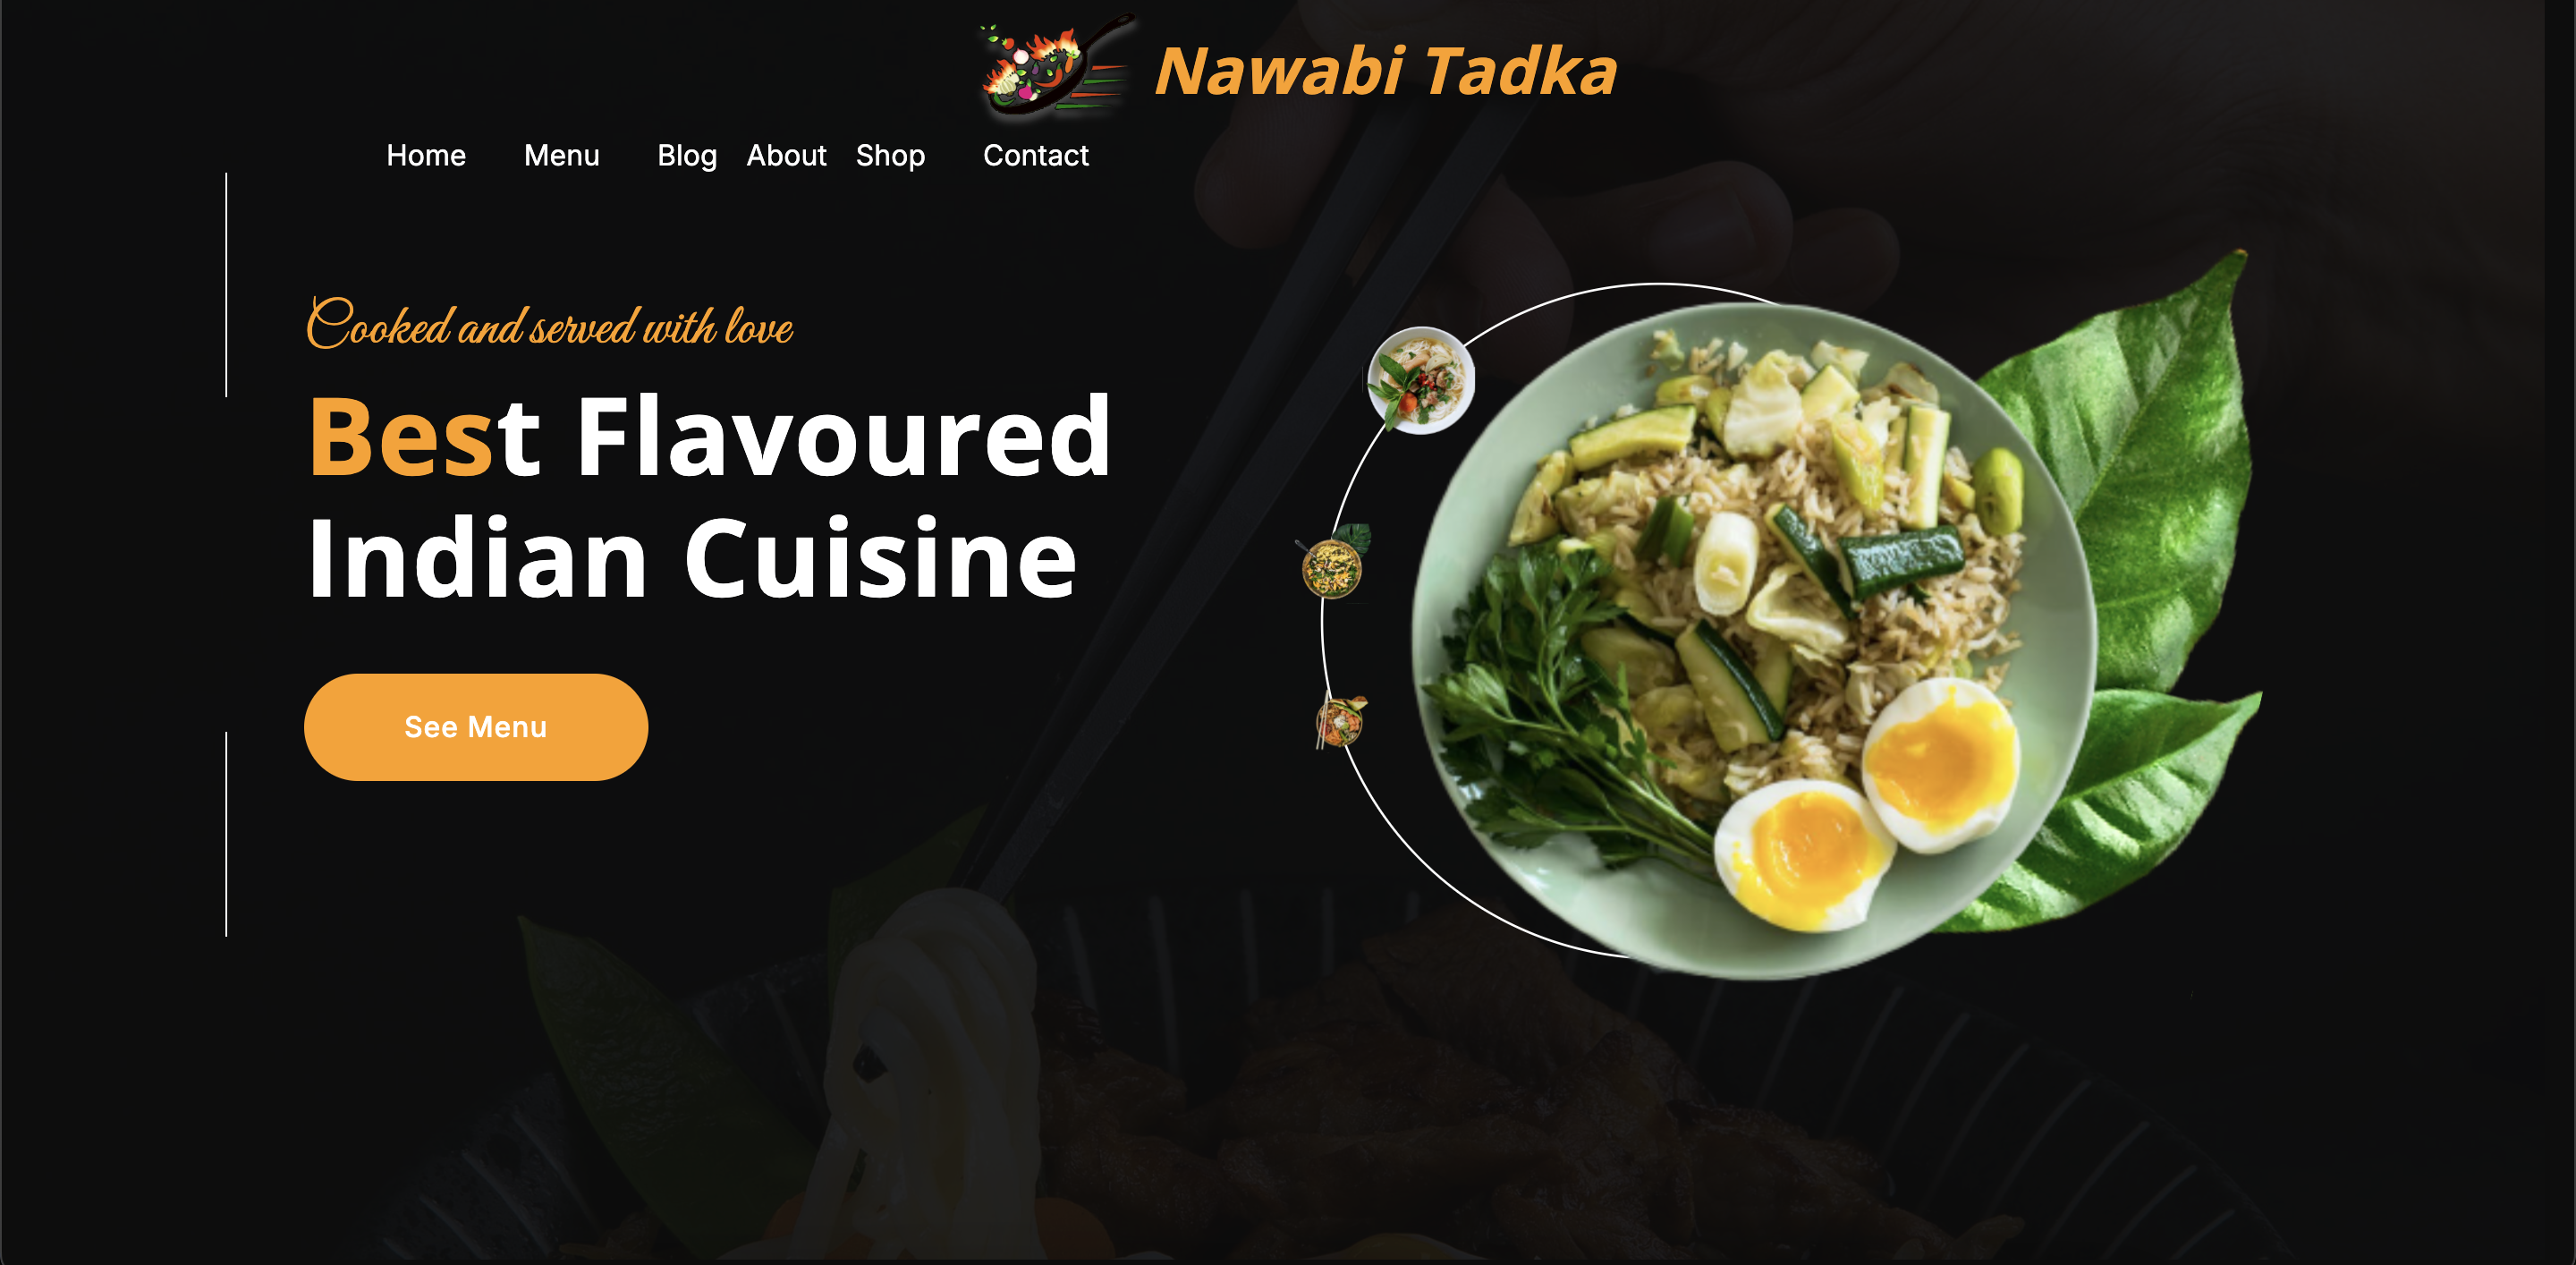 Nawabi Tadka
Home Menu Blog About Shop Contact
Cooked and served with love
Best Flavoured
Indian Cuisine
See Menu